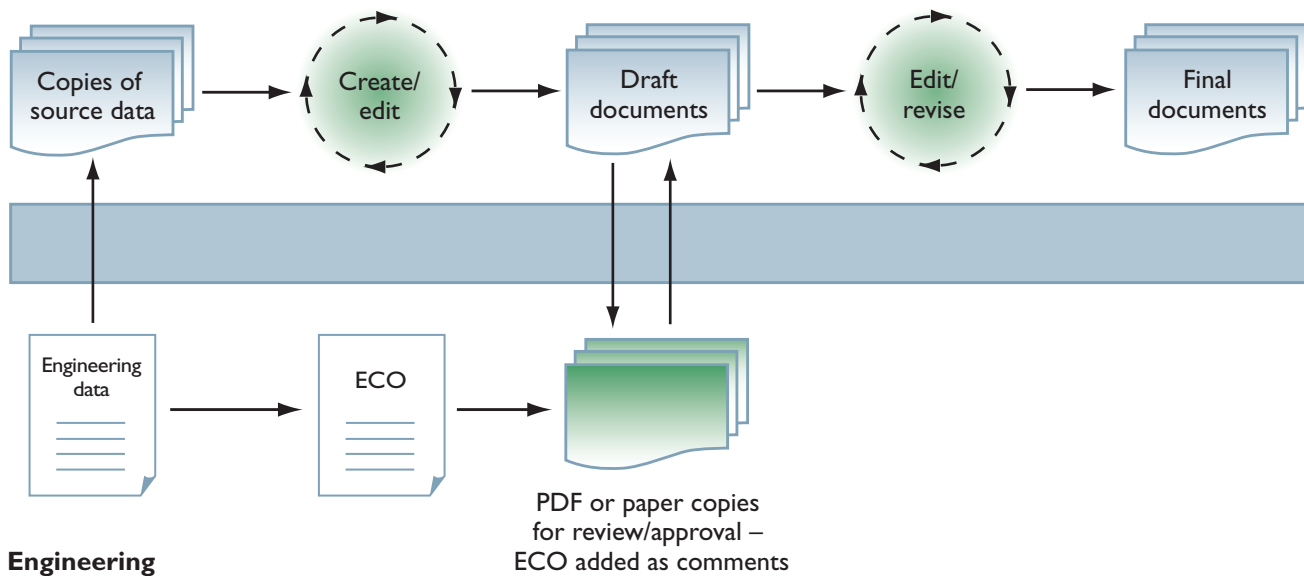 Copies of
source data
Create/
edit
Draft
documents
Edit/
revise
Final
documents
Engineering
data
ECO
PDF or paper copies
for review/approval –
ECO added as comments
Engineering